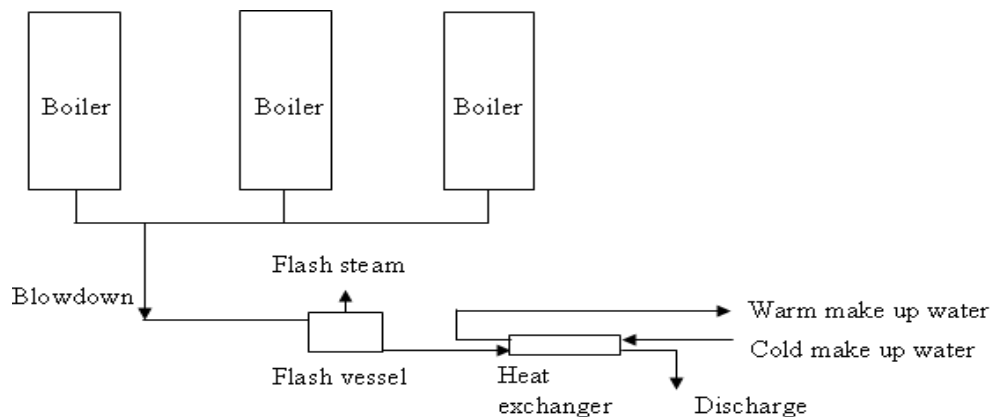 Boiler
Boiler
Boiler
Flash steam
Blowdown
Warm make up water
Cold make up water
Flash vessel
Heat
exchanger
Discharge